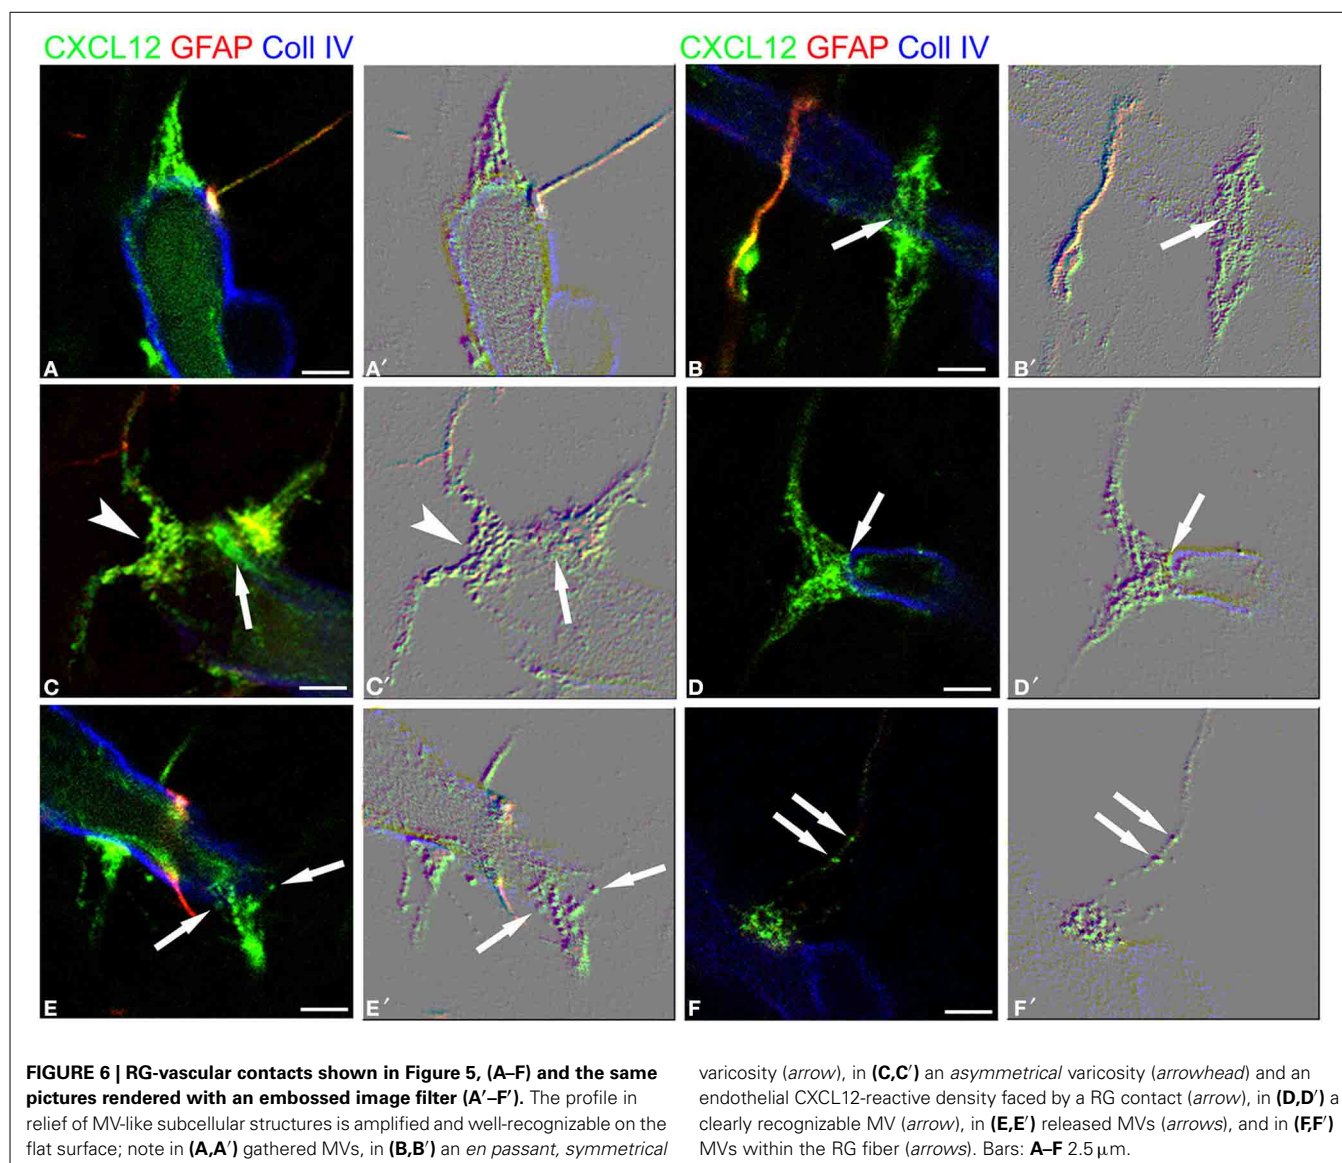 CXCL12 GFAP Coll IV
CXCL12 GFAP Coll IV
A
A′
B
B′
C
C′
D
D′
E
E′
F
F′
FIGURE 6 | RG-vascular contacts shown in Figure 5, (A–F) and the same
pictures rendered with an embossed image filter (A′–F′). The profile in
relief of MV-like subcellular structures is amplified and well-recognizable on the
flat surface; note in (A,A′) gathered MVs, in (B,B′) an en passant, symmetrical
varicosity (arrow), in (C,C′) an asymmetrical varicosity (arrowhead) and an
endothelial CXCL12-reactive density faced by a RG contact (arrow), in (D,D′) a
clearly recognizable MV (arrow), in (E,E′) released MVs (arrows), and in (F,F′)
MVs within the RG fiber (arrows). Bars: A–F 2.5 μm.